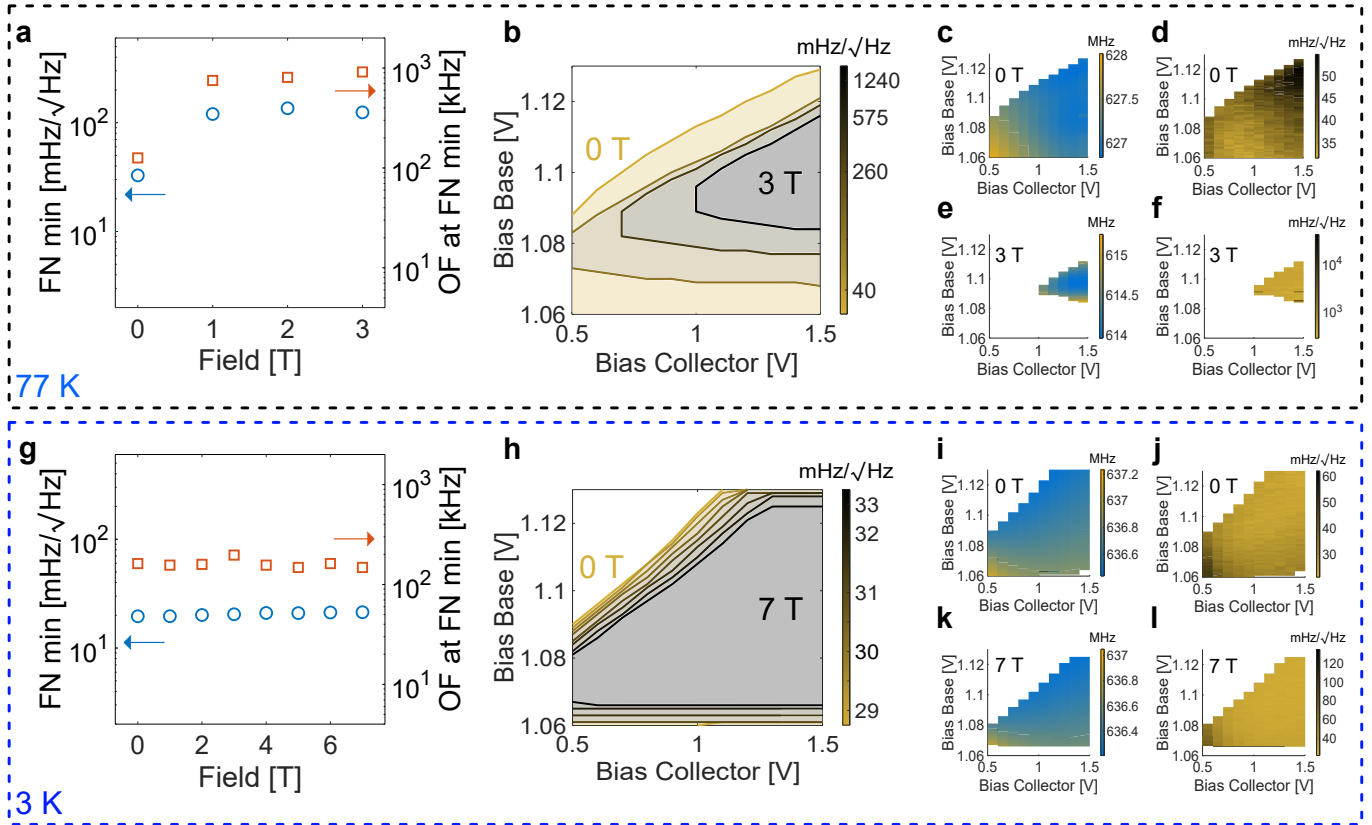 a
FN min [mHz/√Hz]
10²
10¹
10³
10²
10¹
OF at FN min [kHz]
0 1 2 3
Field [T]
77 K
b
mHz/√Hz
Bias Base [V]
1.12
1.1
1.08
1.06
0 T
3 T
1240
575
260
40
0.5 1 1.5
Bias Collector [V]
c
MHz
Bias Base [V]
1.12
1.1
1.08
1.06
0 T
628
627.5
627
0.5 1 1.5
Bias Collector [V]
d
mHz/√Hz
Bias Base [V]
1.12
1.1
1.08
1.06
0 T
50
45
40
35
0.5 1 1.5
Bias Collector [V]
e
MHz
Bias Base [V]
1.12
1.1
1.08
1.06
3 T
615
614.5
614
0.5 1 1.5
Bias Collector [V]
f
mHz/√Hz
Bias Base [V]
1.12
1.1
1.08
1.06
3 T
10⁴
10³
0.5 1 1.5
Bias Collector [V]
g
FN min [mHz/√Hz]
10²
10¹
10³
10²
10¹
OF at FN min [kHz]
0 2 4 6
Field [T]
3 K
h
mHz/√Hz
Bias Base [V]
1.12
1.1
1.08
1.06
0 T
7 T
33
32
31
30
29
0.5 1 1.5
Bias Collector [V]
i
MHz
Bias Base [V]
1.12
1.1
1.08
1.06
0 T
637.2
637
636.8
636.6
0.5 1 1.5
Bias Collector [V]
j
mHz/√Hz
Bias Base [V]
1.12
1.1
1.08
1.06
0 T
60
50
40
30
0.5 1 1.5
Bias Collector [V]
k
MHz
Bias Base [V]
1.12
1.1
1.08
1.06
7 T
637
636.8
636.6
636.4
0.5 1 1.5
Bias Collector [V]
l
mHz/√Hz
Bias Base [V]
1.12
1.1
1.08
1.06
7 T
120
100
80
60
40
0.5 1 1.5
Bias Collector [V]